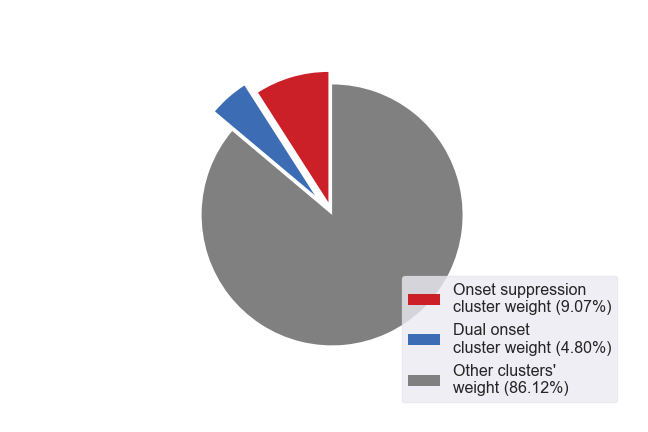 Onset suppression
cluster weight (9.07%)
Dual onset
cluster weight (4.80%)
Other clusters'
weight (86.12%)